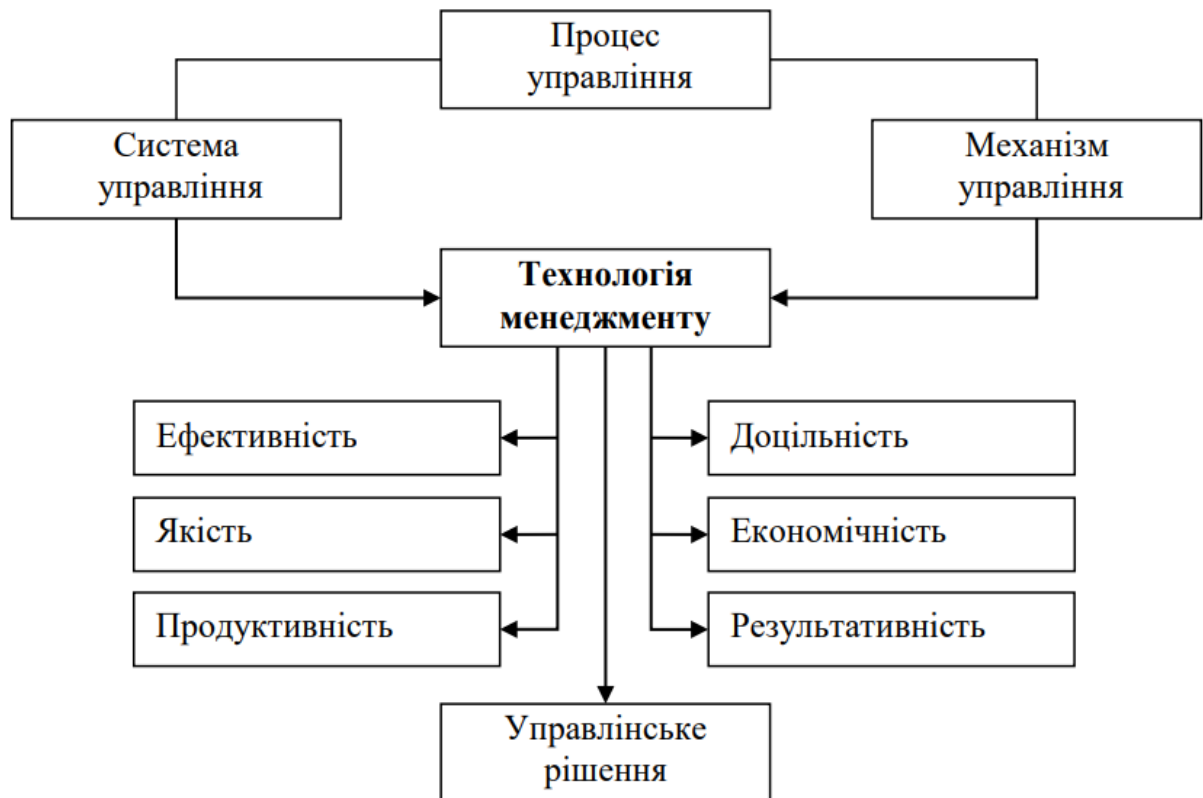 Процес
управління
Система
управління
Механізм
управління
Технологія
менеджменту
Ефективність
Доцільність
Якість
Економічність
Продуктивність
Результативність
Управлінське
рішення